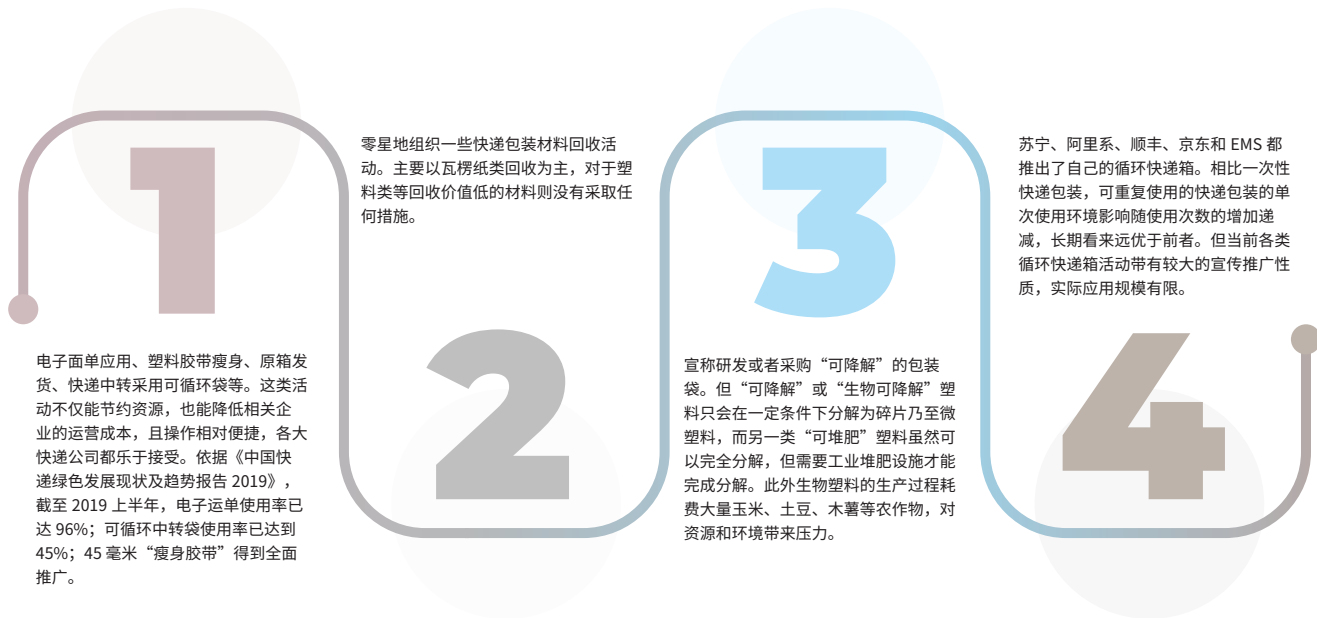 1
电子面单应用、塑料胶带瘦身、原箱发
货、快递中转采用可循环袋等。这类活
动不仅能节约资源，也能降低相关企
业的运营成本，且操作相对便捷，各大
快递公司都乐于接受。依据《中国快
递绿色发展现状及趋势报告 2019》，
截至 2019 上半年，电子运单使用率已
达 96%；可循环中转袋使用率已达到
45%；45 毫米“瘦身胶带”得到全面
推广。
零星地组织一些快递包装材料回收活
动。主要以瓦楞纸类回收为主，对于塑
料类等回收价值低的材料则没有采取任
何措施。
2
3
宣称研发或者采购“可降解”的包装
袋。但“可降解”或“生物可降解”塑
料只会在一定条件下分解为碎片乃至微
塑料，而另一类“可堆肥”塑料虽然可
以完全分解，但需要工业堆肥设施才能
完成分解。此外生物塑料的生产过程耗
费大量玉米、土豆、木薯等农作物，对
资源和环境带来压力。
苏宁、阿里系、顺丰、京东和 EMS 都
推出了自己的循环快递箱。相比一次性
快递包装，可重复使用的快递包装的单
次使用环境影响随使用次数的增加递
减，长期看来远优于前者。但当前各类
循环快递箱活动带有较大的宣传推广性
质，实际应用规模有限。
4